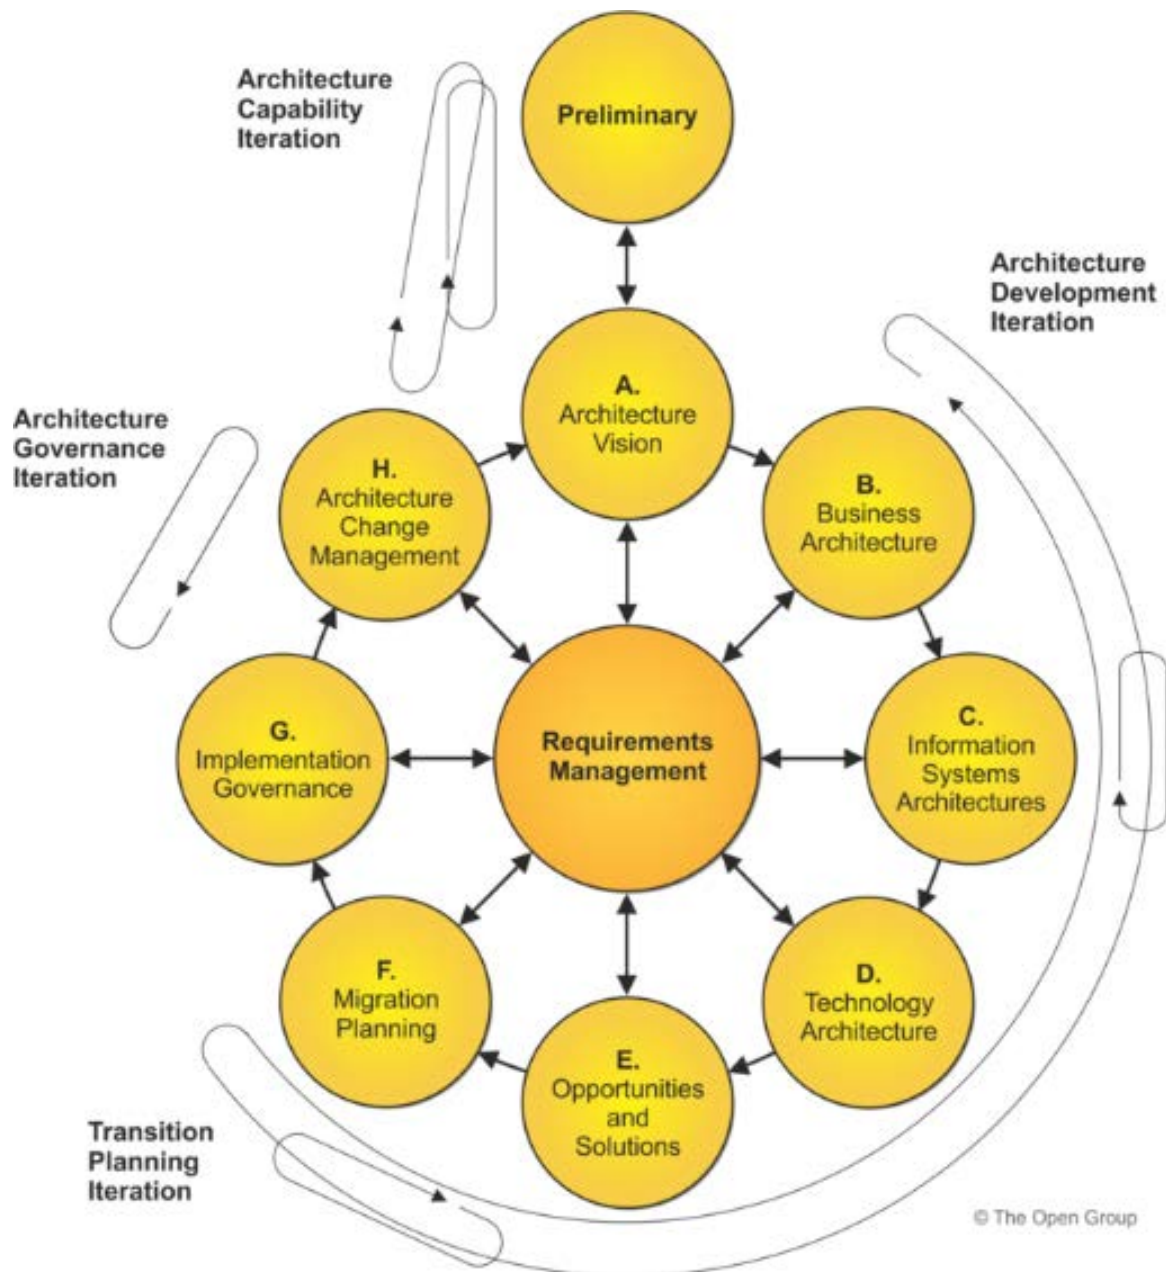 Architecture
Capability
Iteration
Preliminary
Architecture
Development
Iteration
A.
Architecture
Vision
Architecture
Governance
Iteration
H.
Architecture
Change
Management
B.
Business
Architecture
G.
Implementation
Governance
Requirements
Management
C.
Information
Systems
Architectures
F.
Migration
Planning
D.
Technology
Architecture
E.
Opportunities
and
Solutions
Transition
Planning
Iteration
© The Open Group